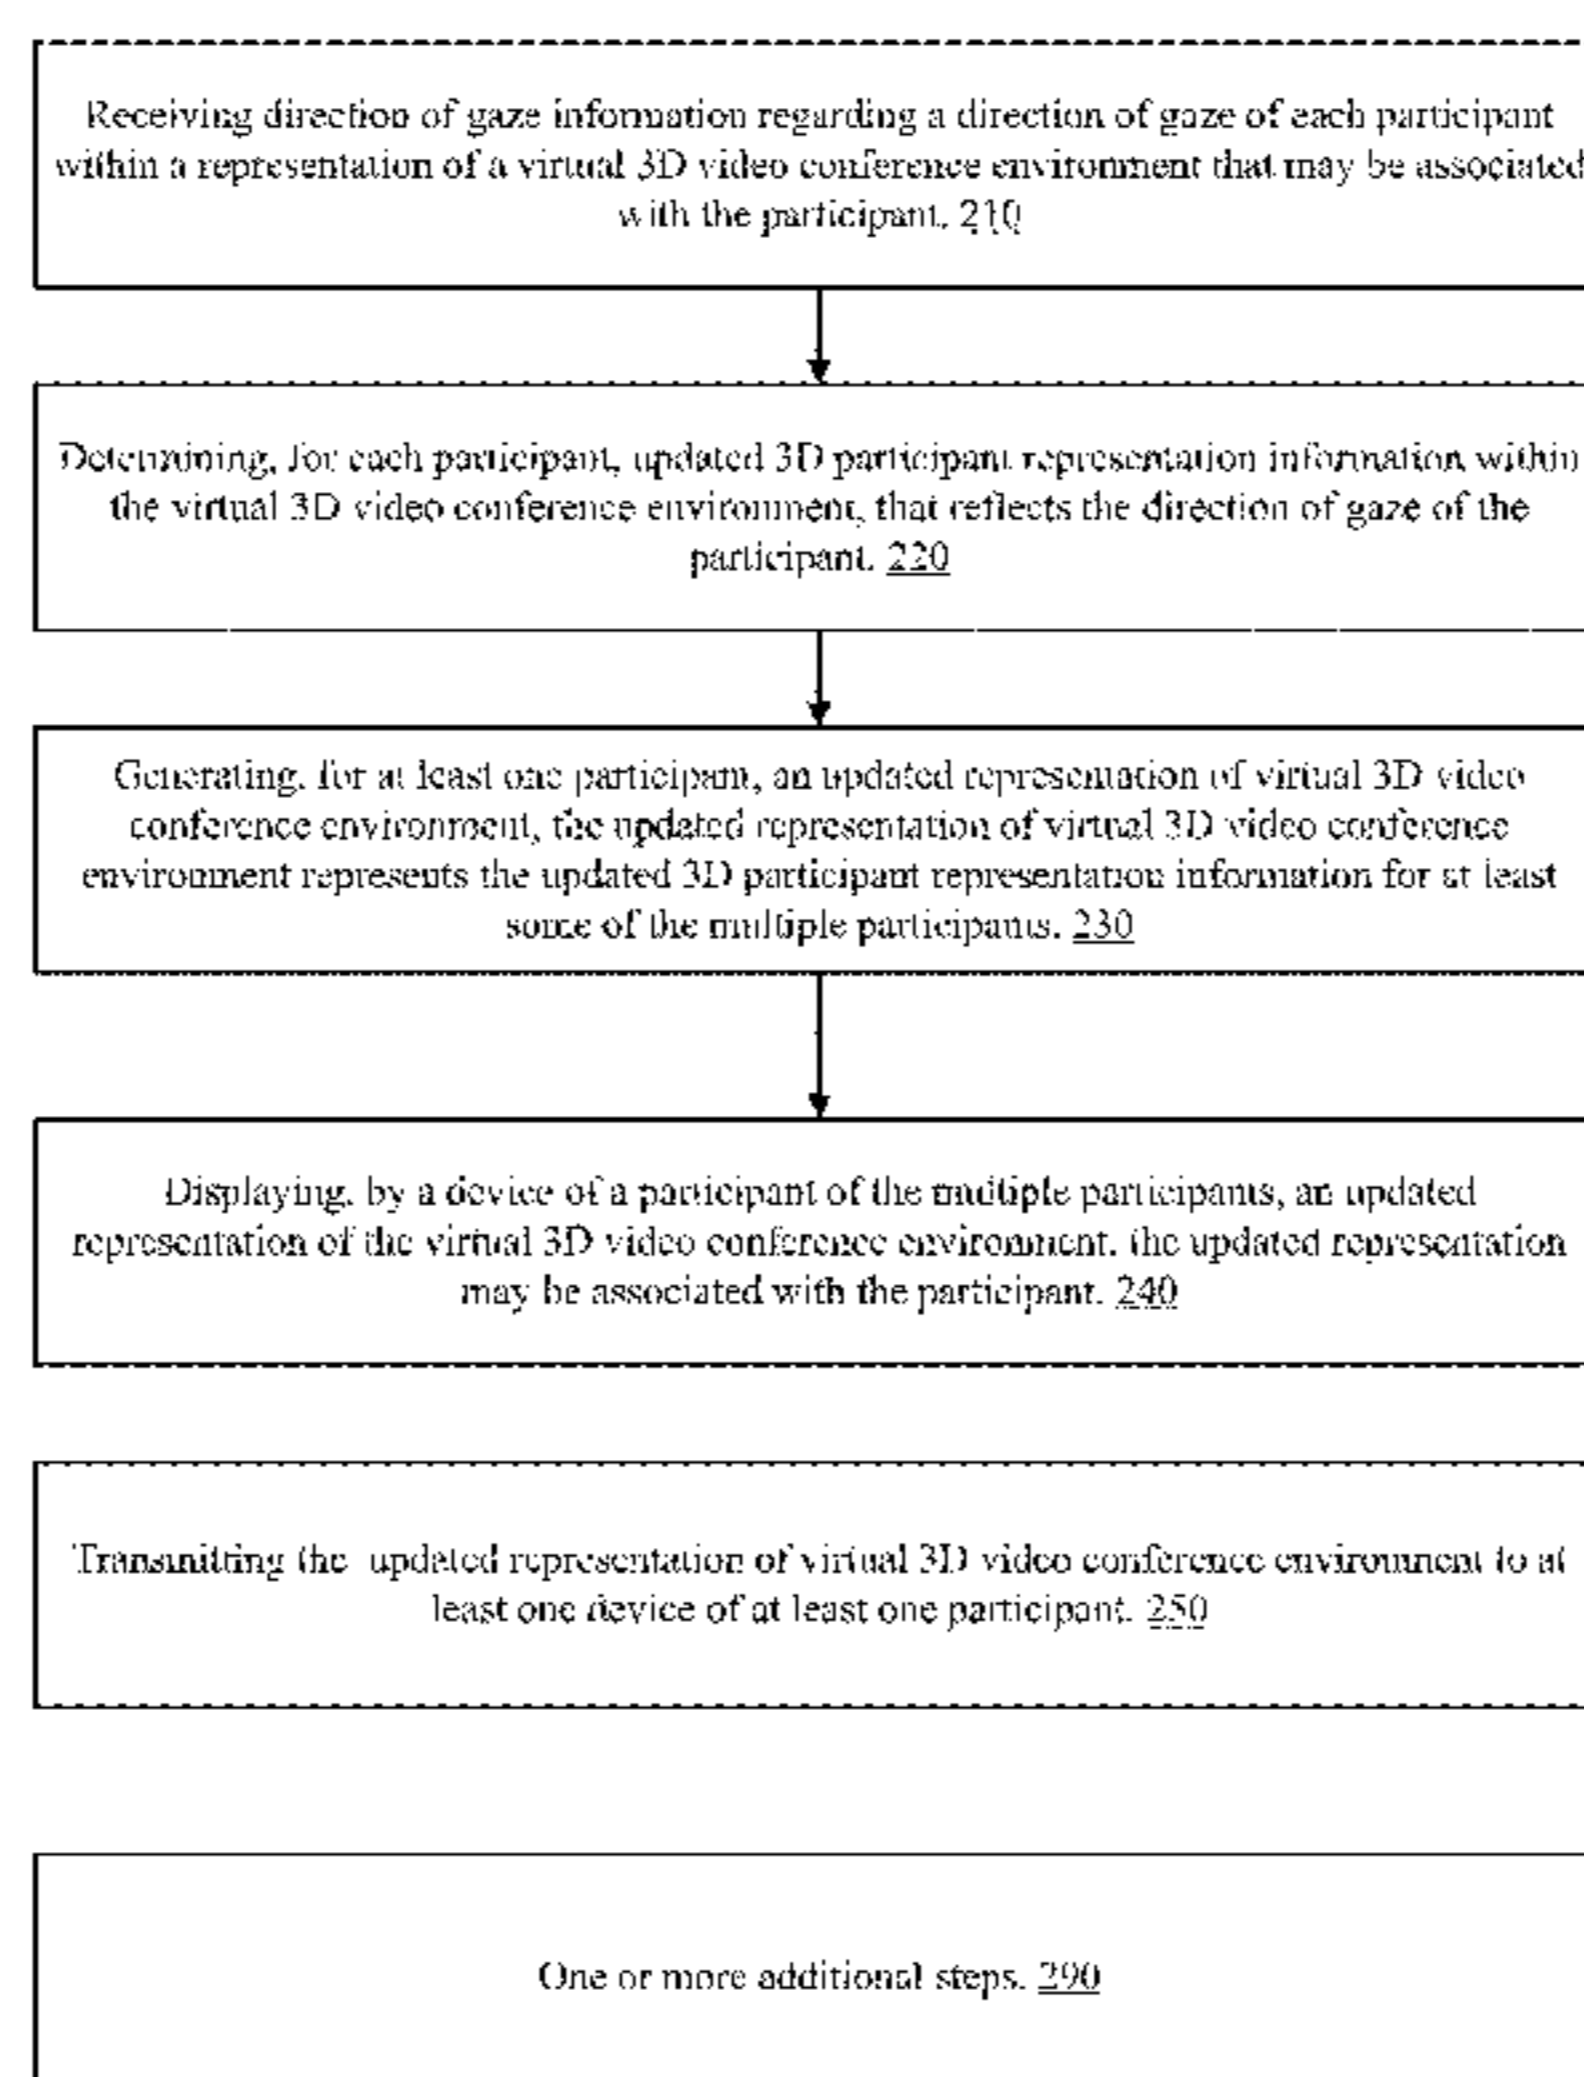 Receiving direction of gaze information regarding a direction of gaze of each participant
within a representation of a virtual 3D video conference environment that may be associated
with the participant. 210
Determining, for each participant, updated 3D participant representation information within
the virtual 3D video conference environment, that reflects the direction of gaze of the
participant. 220
Generating, for at least one participant, an updated representation of virtual 3D video
conference environment, the updated representation of virtual 3D video conference
environment represents the updated 3D participant representation information for at least
some of the multiple participants. 230
Displaying, by a device of a participant of the multiple participants, an updated
representation of the virtual 3D video conference environment, the updated representation
may be associated with the participant. 240
Transmitting the updated representation of virtual 3D video conference environment to at
least one device of at least one participant. 250
One or more additional steps. 290